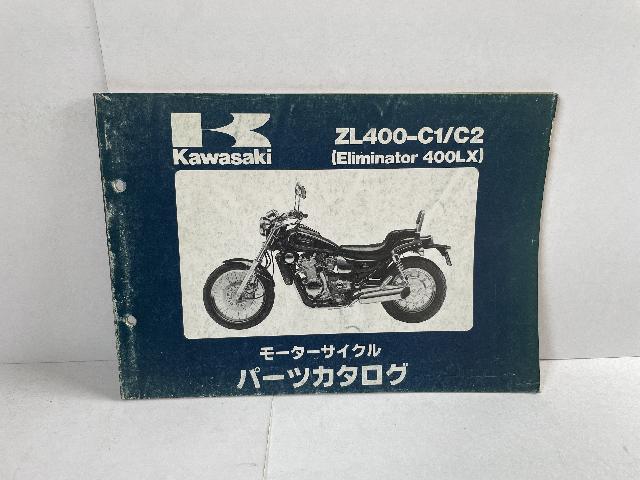 Kawasaki
ZL400-C1/C2
(Eliminator 400LX)
モーターサイクル
パーツカタログ